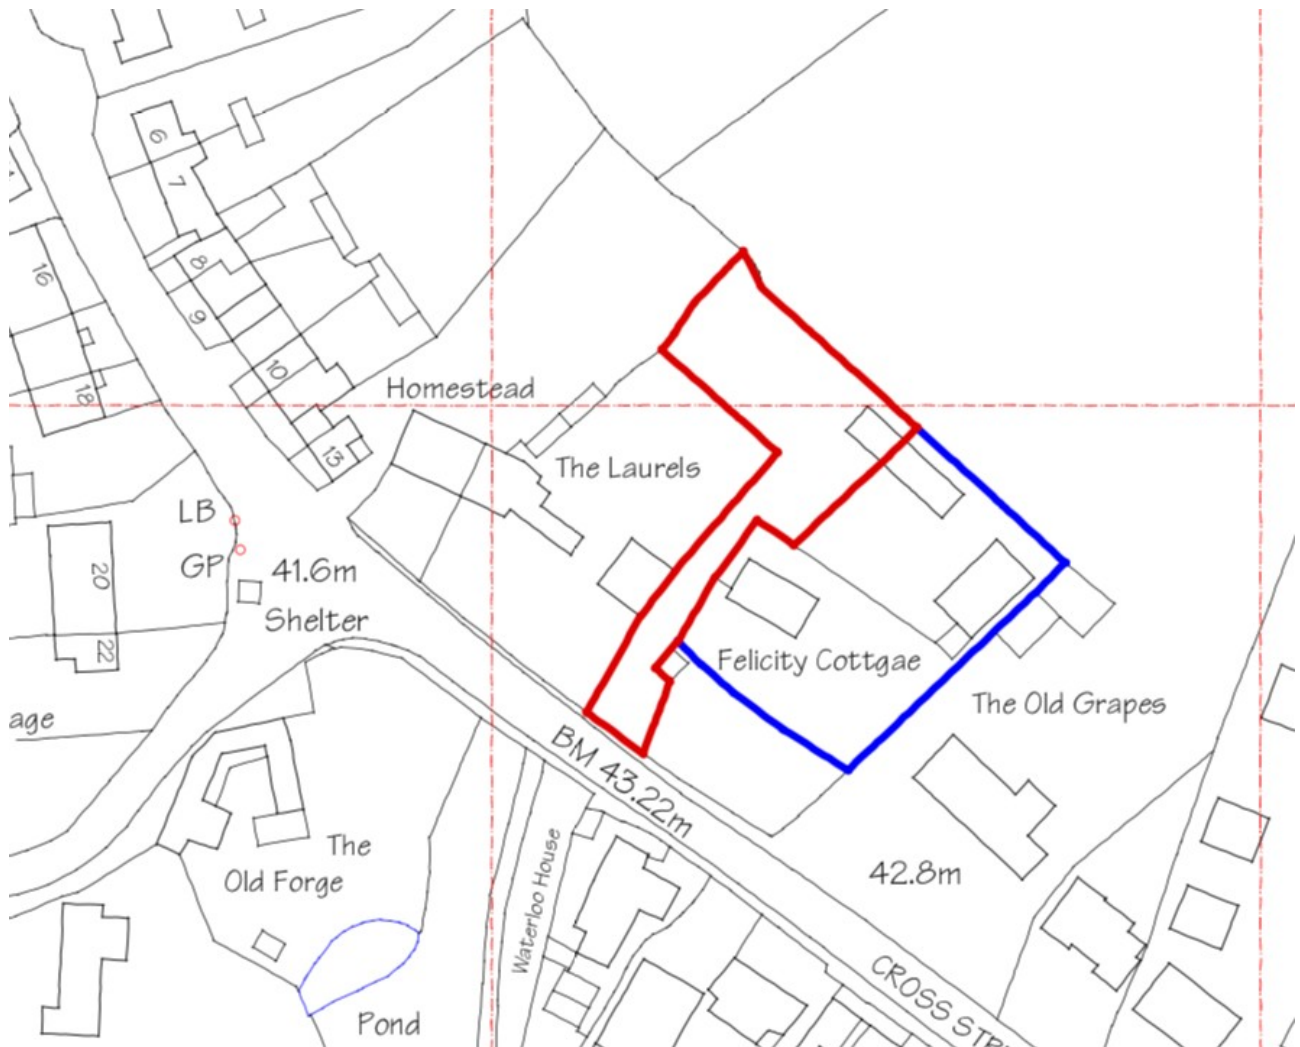 6
7
8
16
9
10
18
Homestead
13
The Laurels
LB
GP
41.6m
20
Shelter
22
Felicity Cottgae
The Old Grapes
age
BM 43.22m
The
Old Forge
Waterloo House
42.8m
CROSS STR
Pond